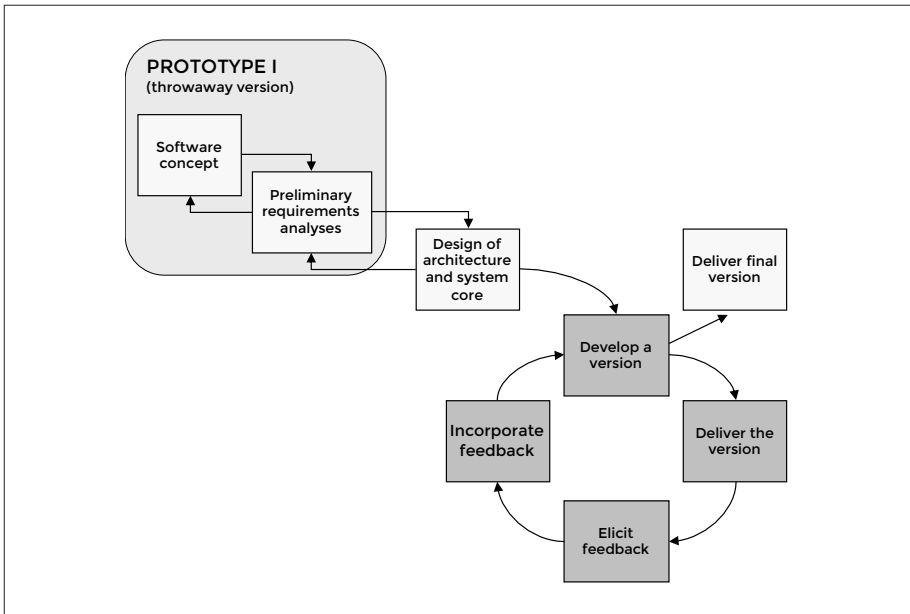 PROTOTYPE I
(throwaway version)
Software
concept
Preliminary
requirements
analyses
Design of
architecture
and system
core
Deliver final
version
Develop a
version
Incorporate
feedback
Deliver the
version
Elicit
feedback